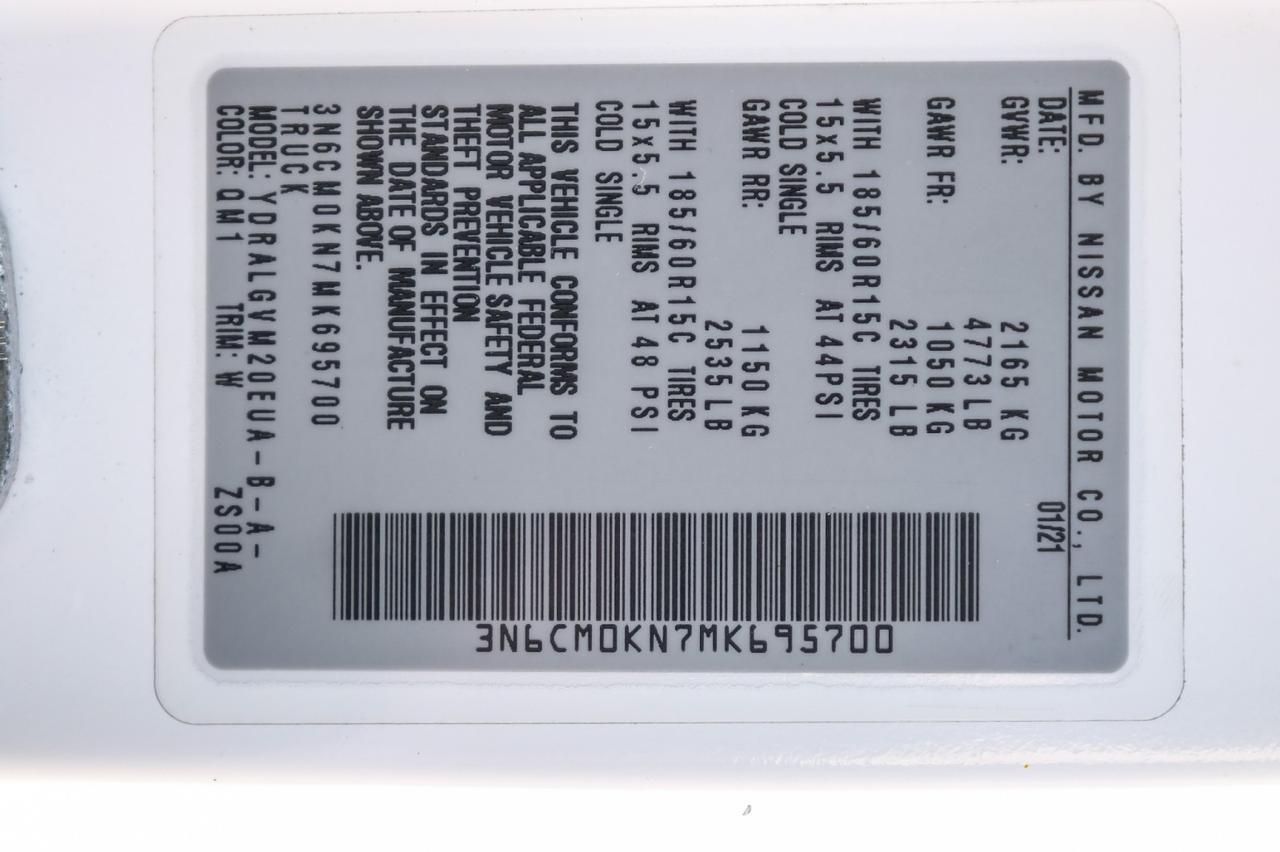 MFD. BY NISSAN MOTOR CO., LTD.
DATE: 01/21
GVWR: 2165 KG
4773 LB
GAWR FR: 1050 KG
2315 LB
WITH 185/60R15C TIRES
15x5.5 RIMS AT 44PSI
COLD SINGLE
GAWR RR: 1150 KG
2535 LB
WITH 185/60R15C TIRES
15x5.5 RIMS AT 48 PSI
COLD SINGLE
THIS VEHICLE CONFORMS TO
ALL APPLICABLE FEDERAL
MOTOR VEHICLE SAFETY AND
THEFT PREVENTION
STANDARDS IN EFFECT ON
THE DATE OF MANUFACTURE
SHOWN ABOVE.
3N6CM0KN7MK695700
TRUCK
MODEL: YDRALGVM20EUA-B-A-
COLOR: QM1 TRIM: W ZS00A
3N6CM0KN7MK695700